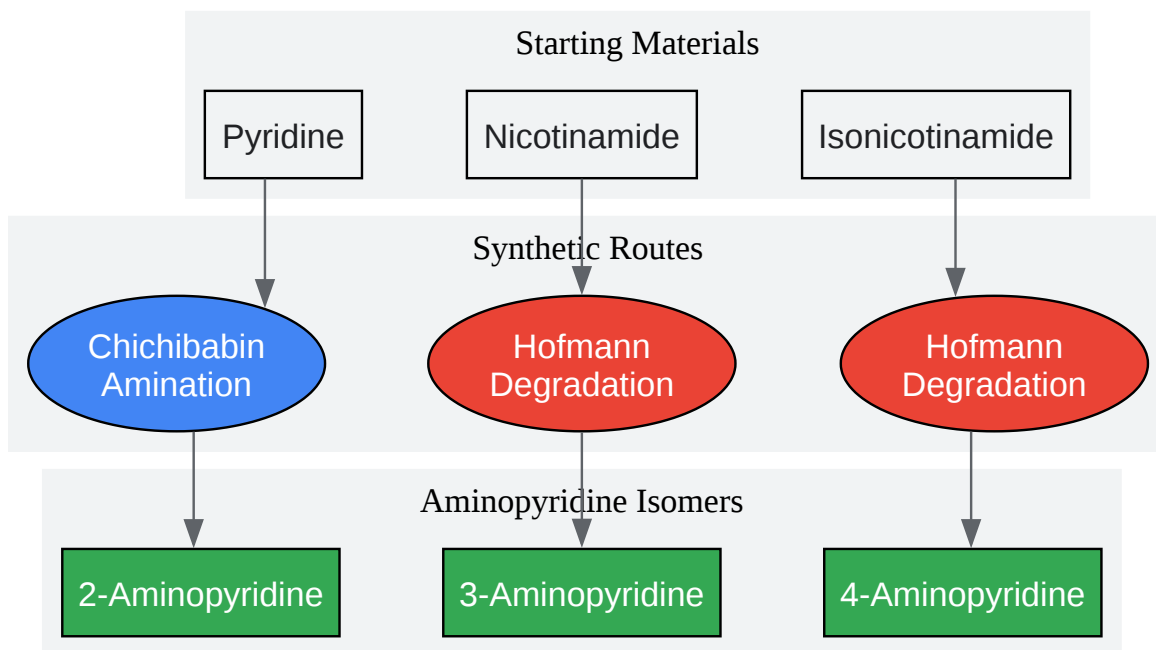 Starting Materials
Pyridine
Nicotinamide
Isonicotinamide
Synthetic Routes
Chichibabin
Amination
Hofmann
Degradation
Hofmann
Degradation
Aminopyridine Isomers
2-Aminopyridine
3-Aminopyridine
4-Aminopyridine